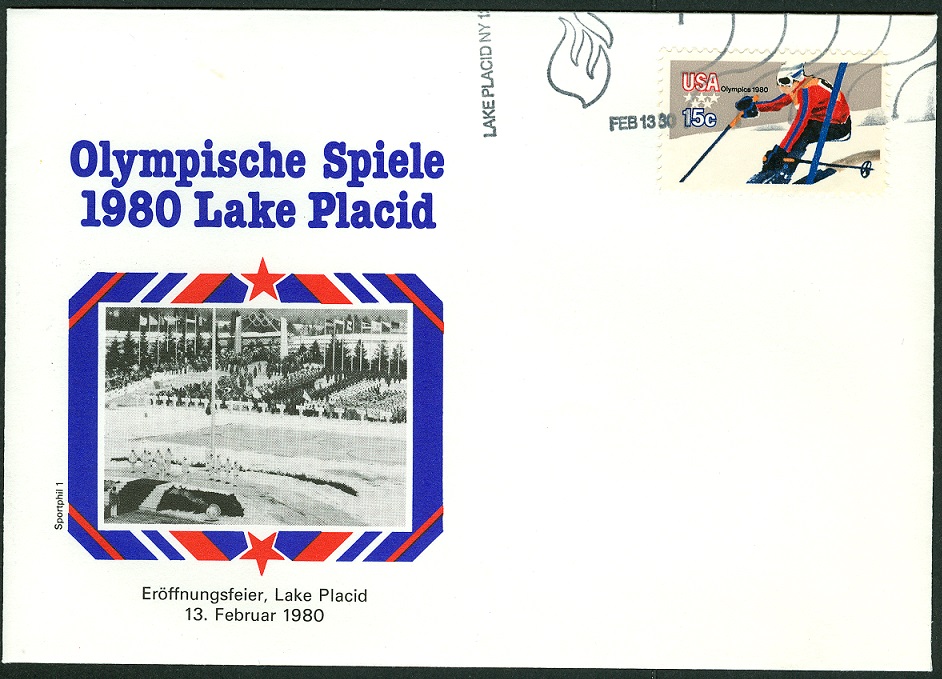 LAKE PLACID NY 1
FEB 13 80
USA
Olympics 1980
15c
Olympische Spiele
1980 Lake Placid
Sportphil 1
Eröffnungsfeier, Lake Placid
13. Februar 1980